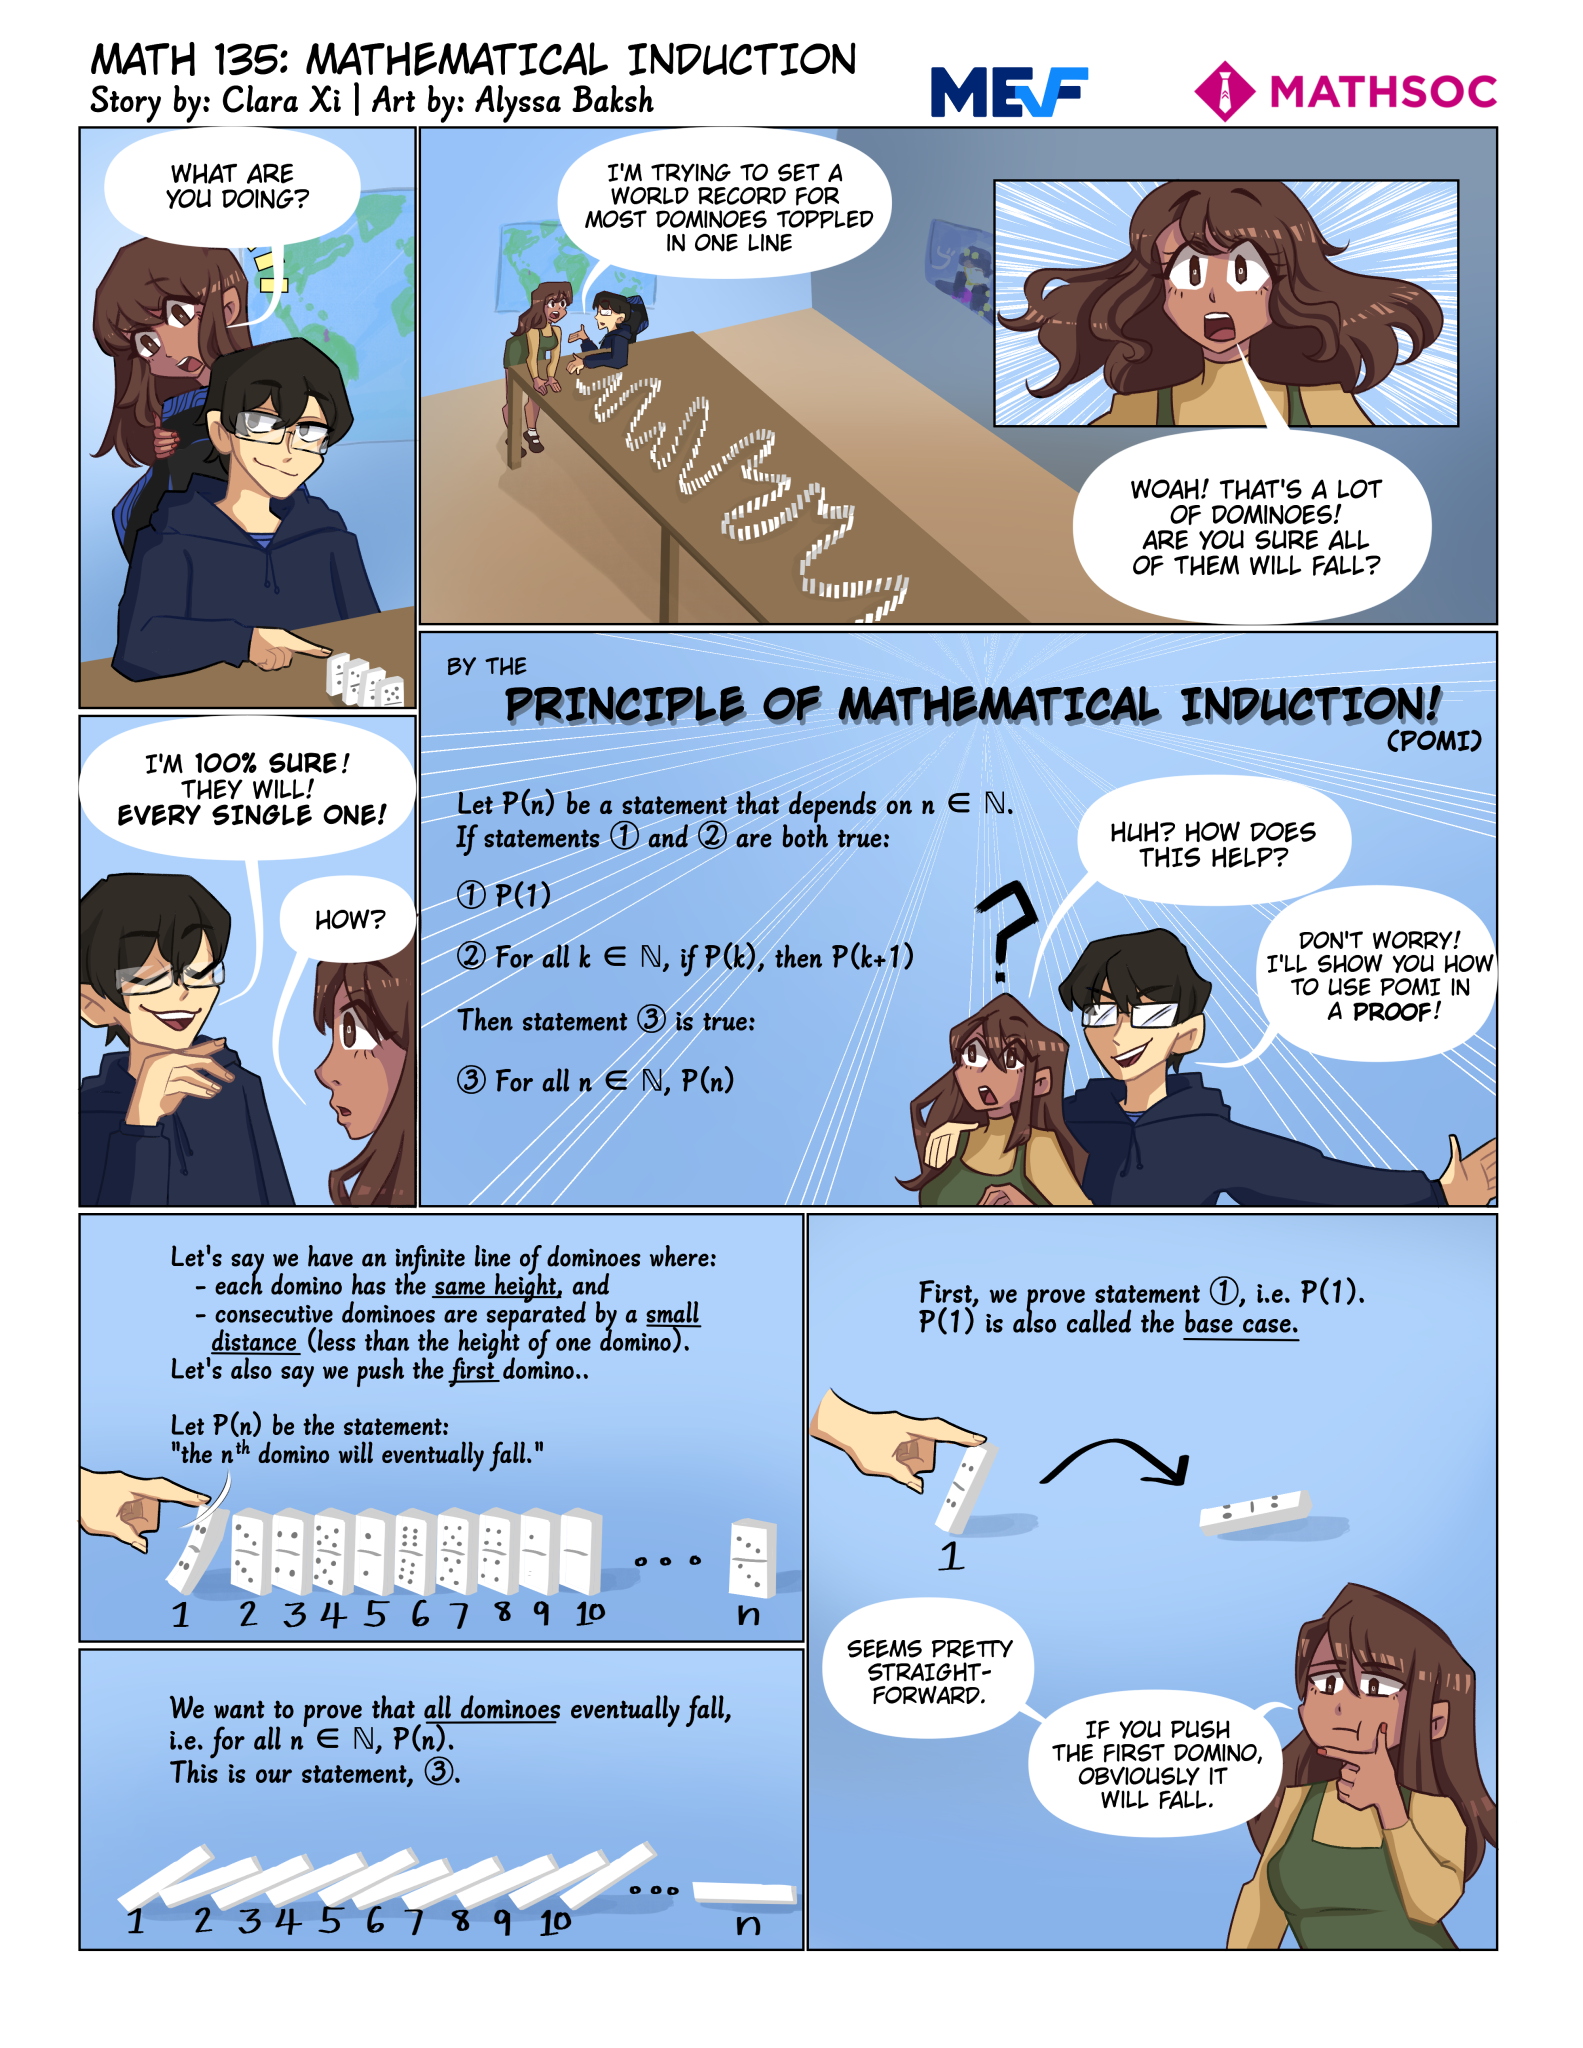 MATH 135: MATHEMATICAL INDUCTION
Story by: Clara Xi | Art by: Alyssa Baksh
MEF
MATHSOC
WHAT ARE
YOU DOING?
I'M TRYING TO SET A
WORLD RECORD FOR
MOST DOMINOES TOPPLED
IN ONE LINE
WOAH! THAT'S A LOT
OF DOMINOES!
ARE YOU SURE ALL
OF THEM WILL FALL?
I'M 100% SURE!
THEY WILL!
EVERY SINGLE ONE!
HOW?
BY THE
PRINCIPLE OF MATHEMATICAL INDUCTION!
(POMI)
Let P(n) be a statement that depends on n ∈ ℕ.
If statements ① and ② are both true:
① P(1)
② For all k ∈ ℕ, if P(k), then P(k+1)
Then statement ③ is true:
③ For all n ∈ ℕ, P(n)
HUH? HOW DOES
THIS HELP?
?
DON'T WORRY!
I'LL SHOW YOU HOW
TO USE POMI IN
A PROOF!
Let's say we have an infinite line of dominoes where:
- each domino has the same height, and
- consecutive dominoes are separated by a small
distance (less than the height of one domino).
Let's also say we push the first domino..
Let P(n) be the statement:
"the nth domino will eventually fall."
1 2 3 4 5 6 7 8 9 10 n
We want to prove that all dominoes eventually fall,
i.e. for all n ∈ ℕ, P(n).
This is our statement, ③.
1 2 3 4 5 6 7 8 9 10 n
First, we prove statement ①, i.e. P(1).
P(1) is also called the base case.
1
SEEMS PRETTY
STRAIGHT-
FORWARD.
IF YOU PUSH
THE FIRST DOMINO,
OBVIOUSLY IT
WILL FALL.